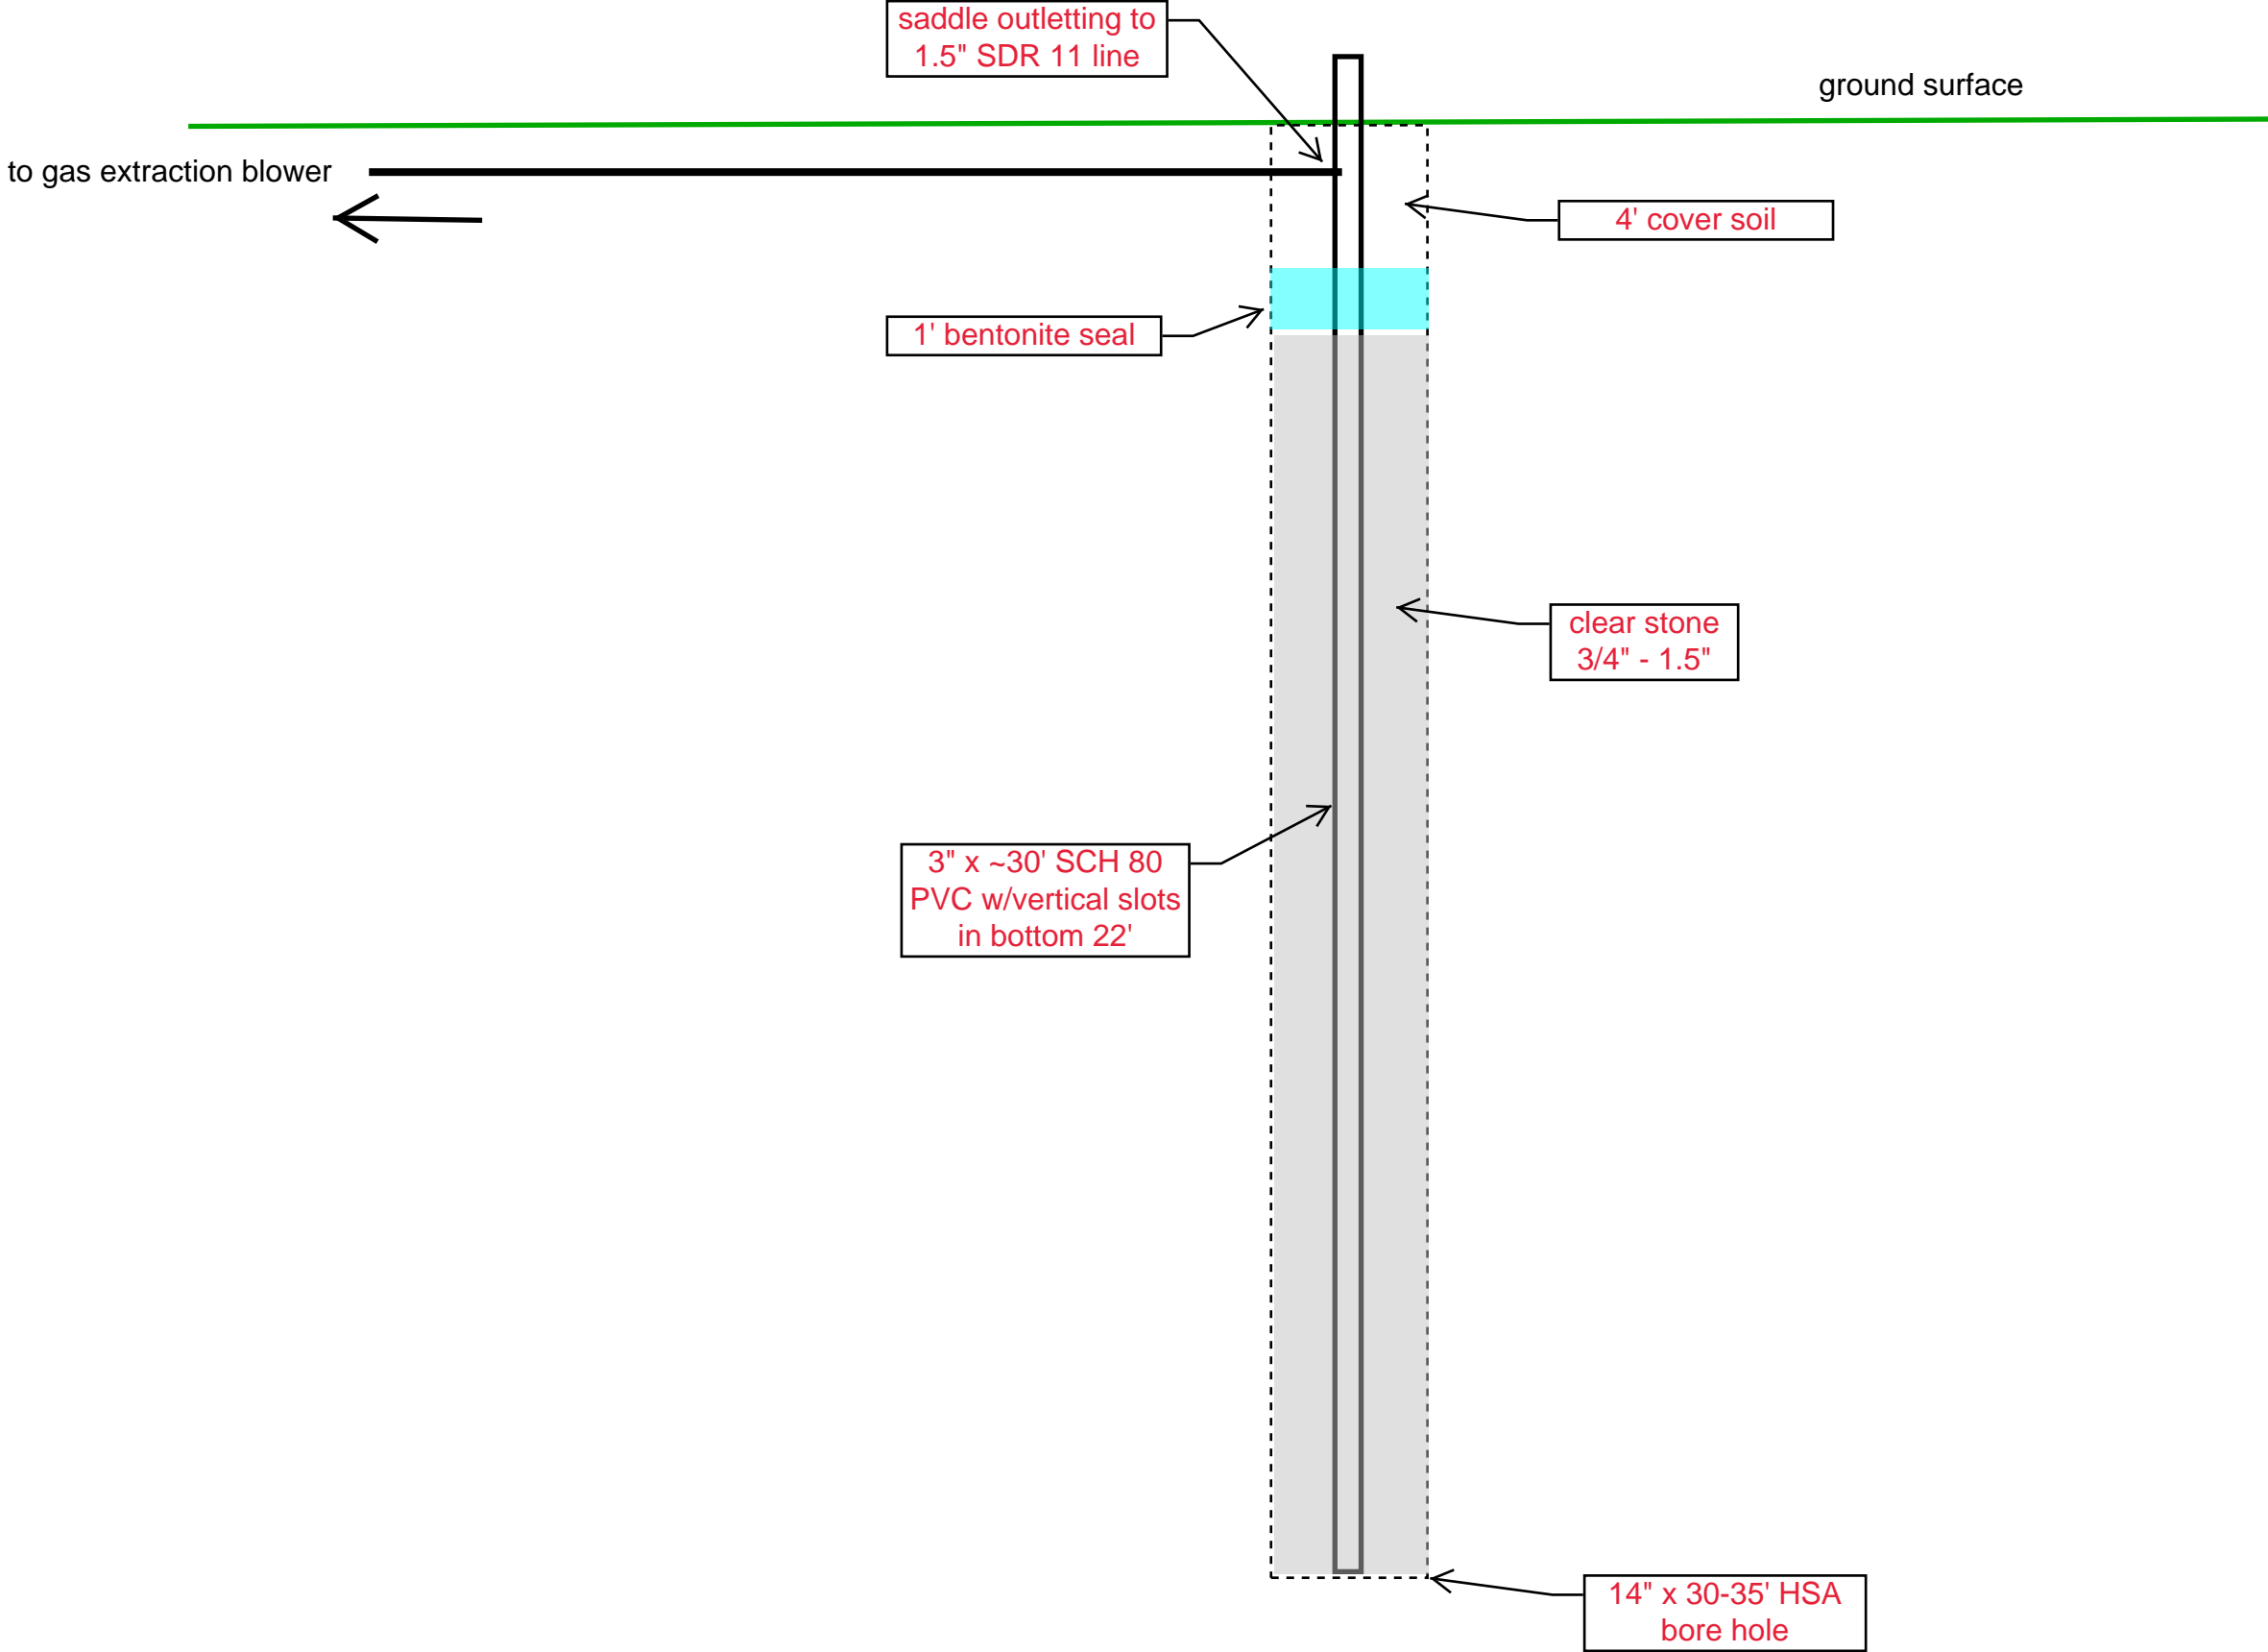 saddle outletting to
1.5" SDR 11 line
ground surface
to gas extraction blower
4' cover soil
1' bentonite seal
clear stone
3/4" - 1.5"
3" x ~30' SCH 80
PVC w/vertical slots
in bottom 22'
14" x 30-35' HSA
bore hole